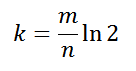 k = m/n ln 2